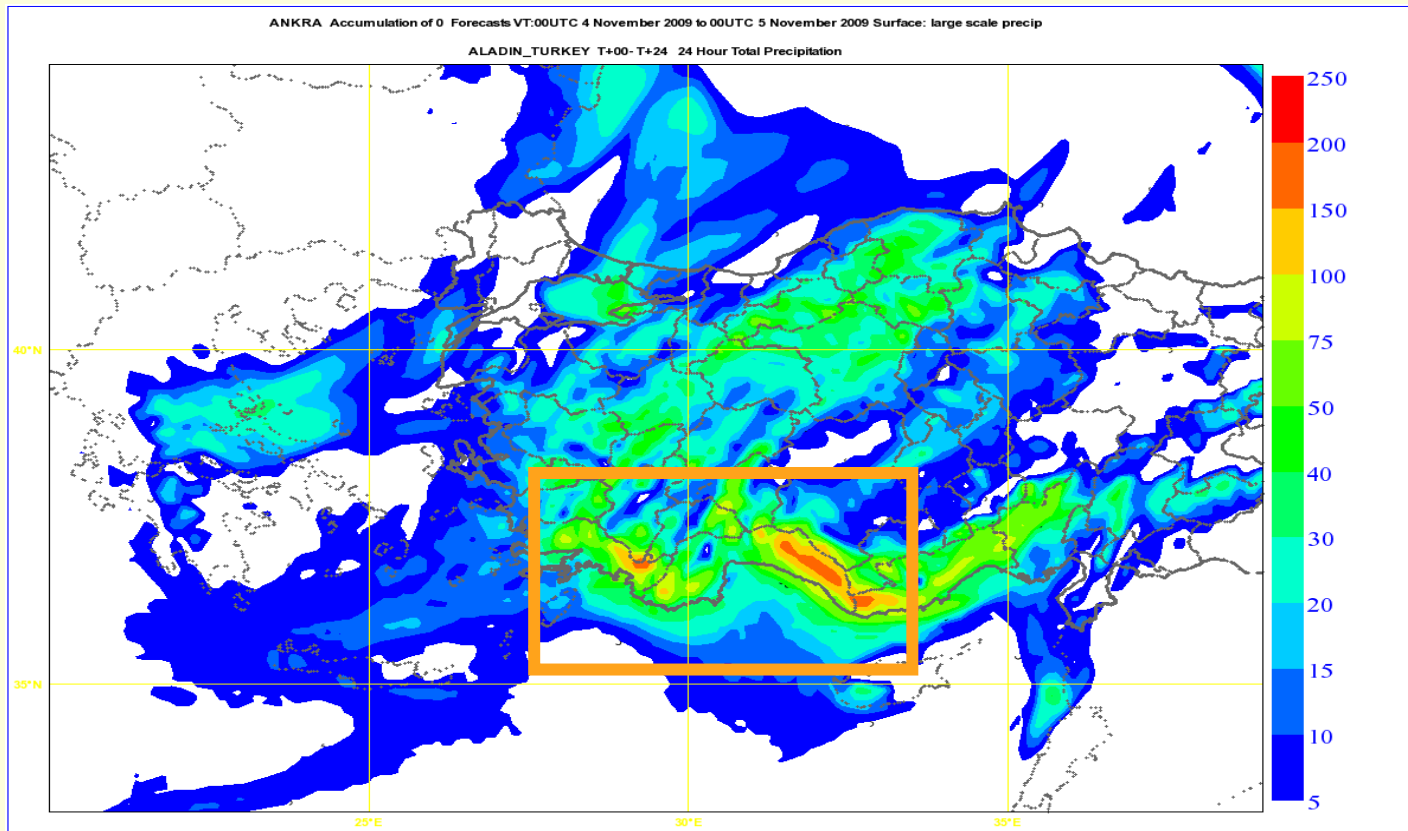 ANKRA Accumulation of 0 Forecasts VT:00UTC 4 November 2009 to 00UTC 5 November 2009 Surface: large scale precip
ALADIN_TURKEY T+00- T+24 24 Hour Total Precipitation
250
200
150
100
75
50
40
30
20
15
10
5
40°N
35°N
25°E
30°E
35°E